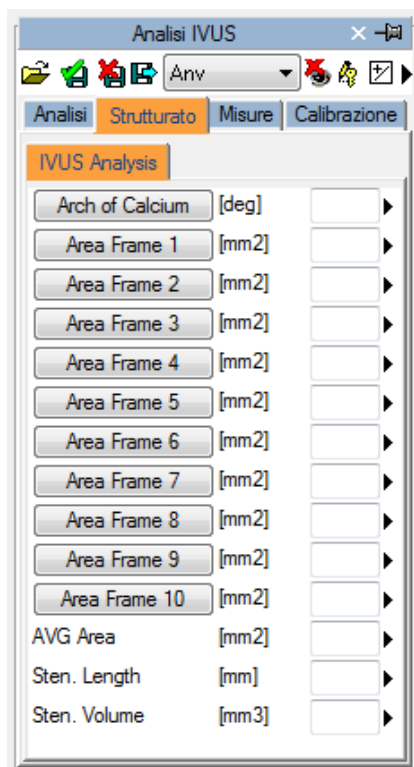 Analisi IVUS
Any
Analisi Strutturato Misure Calibrazione
IVUS Analysis
Arch of Calcium [deg]
Area Frame 1 [mm2]
Area Frame 2 [mm2]
Area Frame 3 [mm2]
Area Frame 4 [mm2]
Area Frame 5 [mm2]
Area Frame 6 [mm2]
Area Frame 7 [mm2]
Area Frame 8 [mm2]
Area Frame 9 [mm2]
Area Frame 10 [mm2]
AVG Area [mm2]
Sten. Length [mm]
Sten. Volume [mm3]